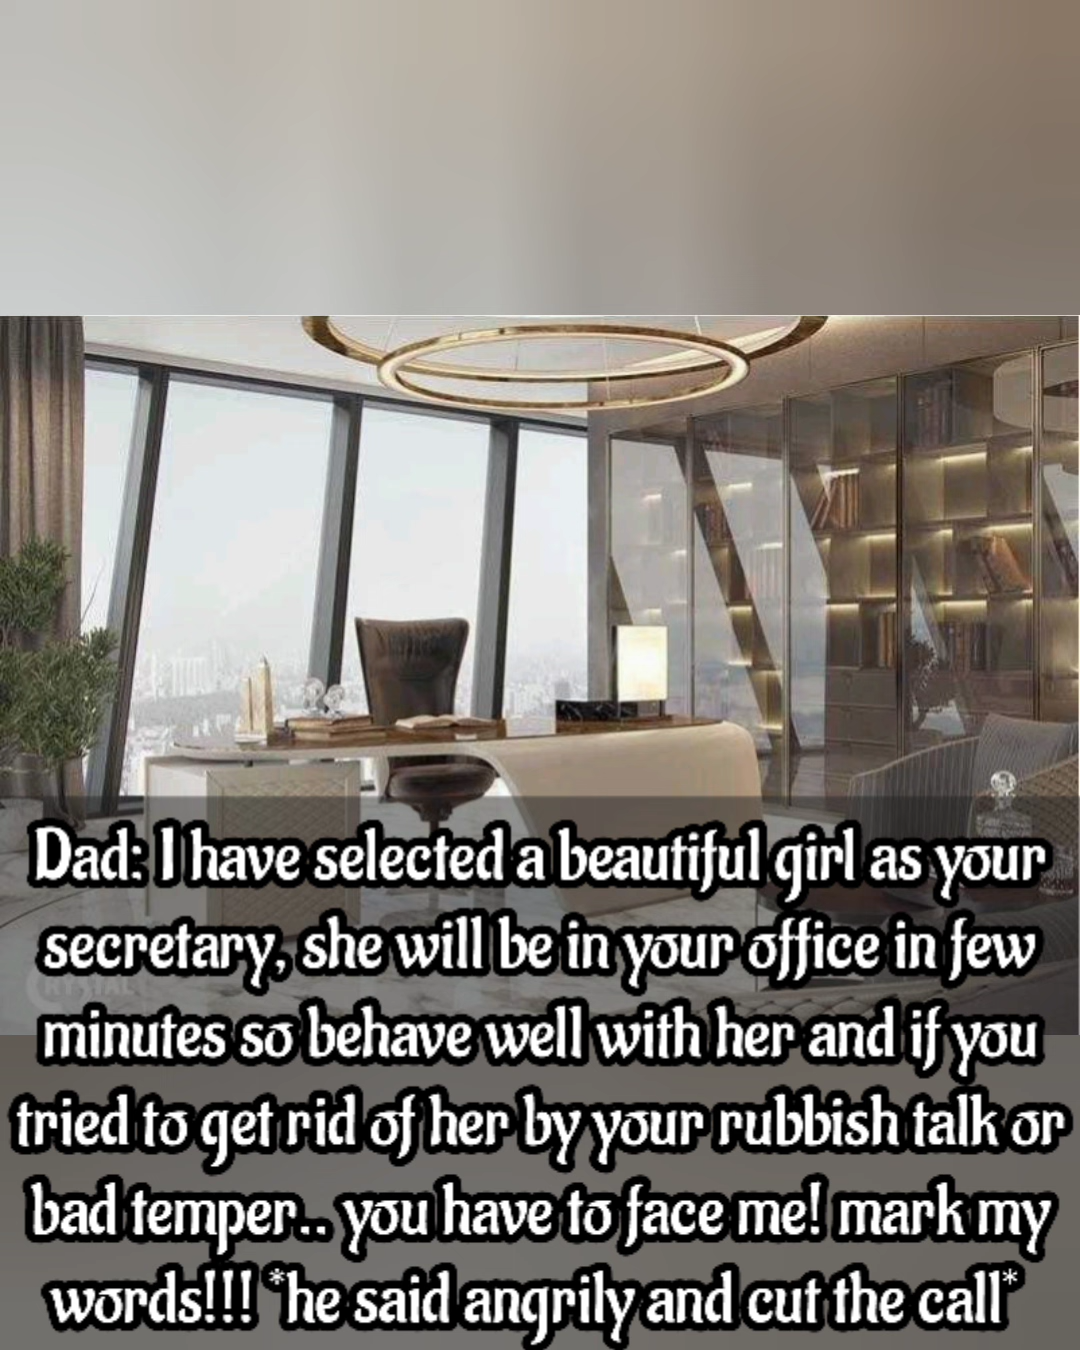 Dad: I have selected a beautiful girl as your
secretary, she will be in your office in few
minutes so behave well with her and if you
tried to get rid of her by your rubbish talk or
bad temper.. you have to face me! mark my
words!!! *he said angrily and cut the call*